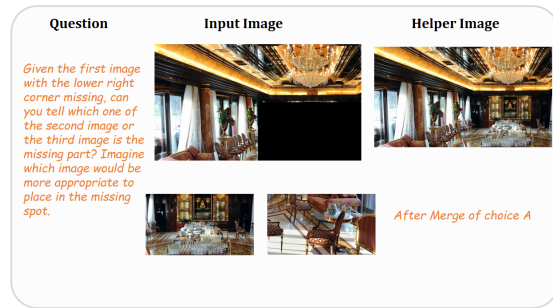 Question
Input Image
Helper Image
Given the first image
with the lower right
corner missing, can
you tell which one of
the second image or
the third image is the
missing part? Imagine
which image would be
more appropriate to
place in the missing
spot.
After Merge of choice A